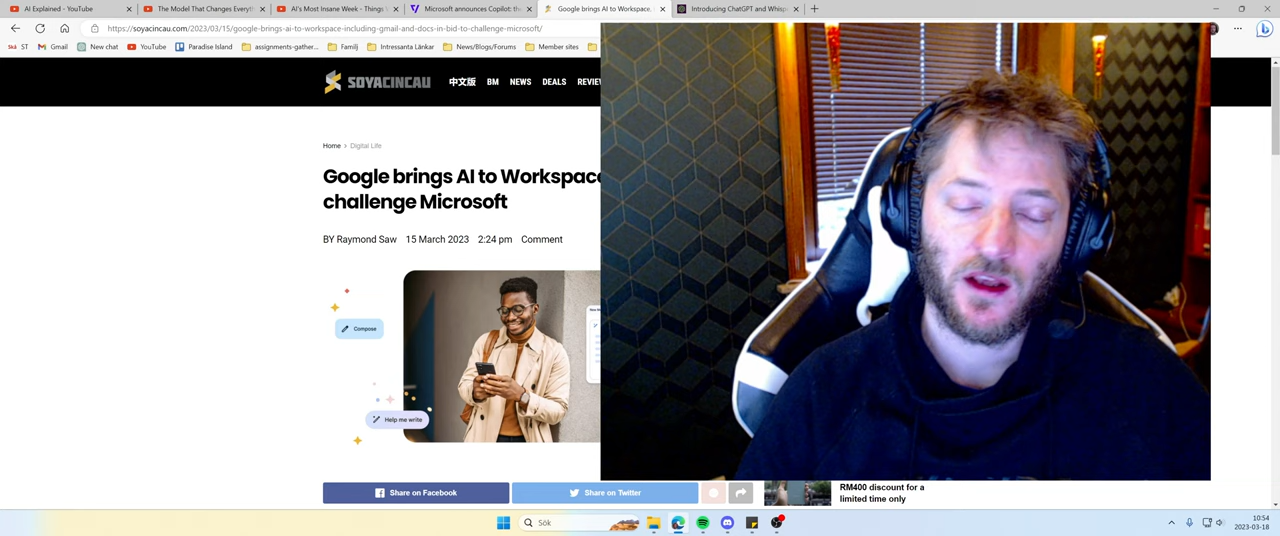 AI Explained - YouTube
The Model That Changes Everyth
AI's Most Insane Week - Things
Microsoft announces Copilot: the
Google brings AI to Workspace,
Introducing ChatGPT and Whisp
https://soyacincau.com/2023/03/15/google-brings-ai-to-workspace-including-gmail-and-docs-in-bid-to-challenge-microsoft/
ST
Gmail
New chat
YouTube
Paradise Island
assignments-gather...
Familj
Intressanta Länkar
News/Blogs/Forums
Member sites
SOYACINCAU
中文版
BM
NEWS
DEALS
REVIE
Home > Digital Life
Google brings AI to Workspace
challenge Microsoft
BY Raymond Saw 15 March 2023 2:24 pm Comment
Compose
Help me write
Share on Facebook
Share on Twitter
RM400 discount for a
limited time only
Sök
10:54
2023-03-18